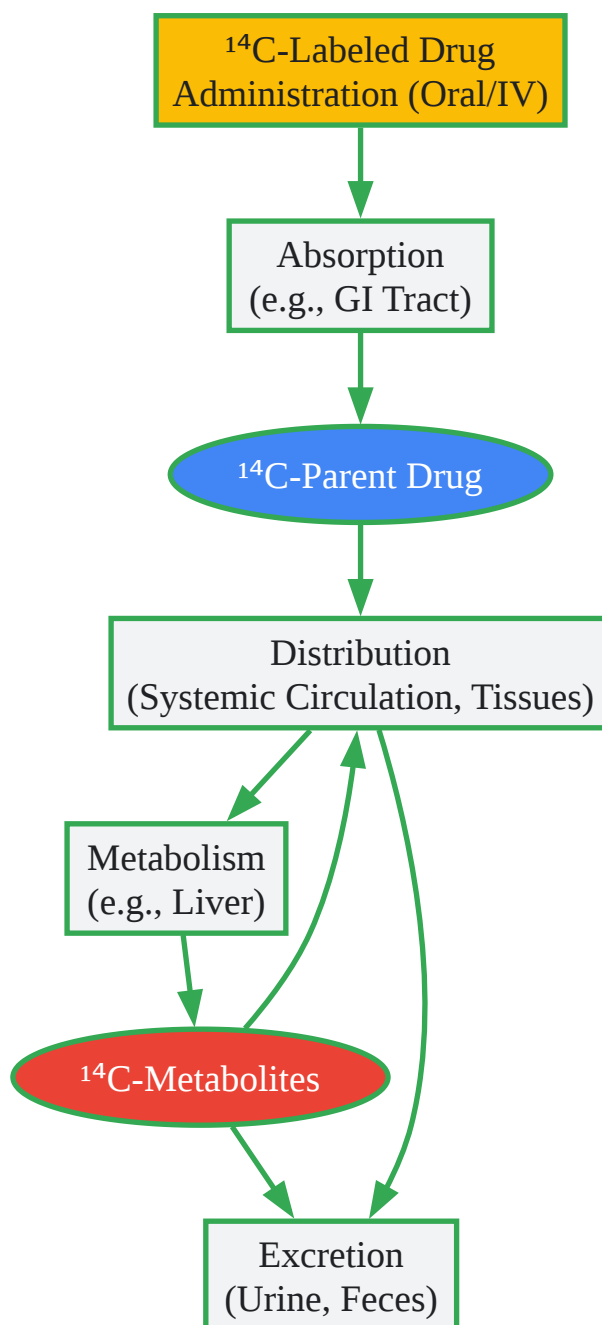 ¹⁴C-Labeled Drug
Administration (Oral/IV)
Absorption
(e.g., GI Tract)
¹⁴C-Parent Drug
Distribution
(Systemic Circulation, Tissues)
Metabolism
(e.g., Liver)
¹⁴C-Metabolites
Excretion
(Urine, Feces)